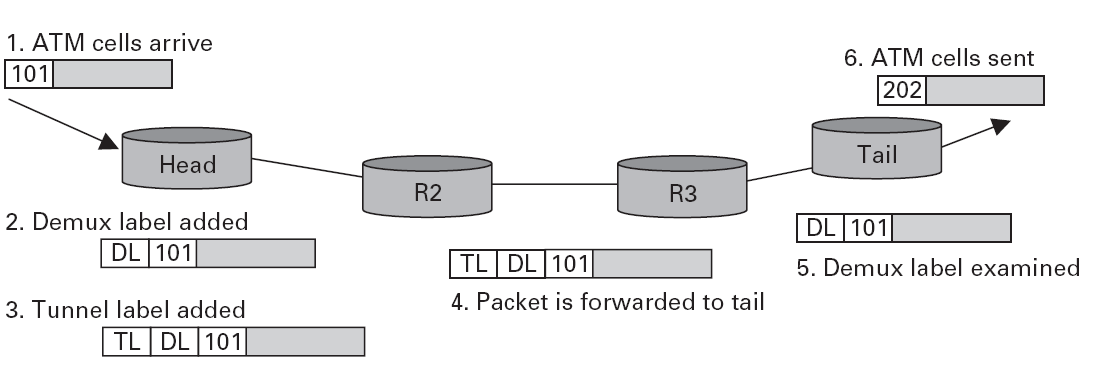 1. ATM cells arrive
101
6. ATM cells sent
202
Head
R2
R3
Tail
2. Demux label added
DL 101
DL 101
5. Demux label examined
TL DL 101
4. Packet is forwarded to tail
3. Tunnel label added
TL DL 101